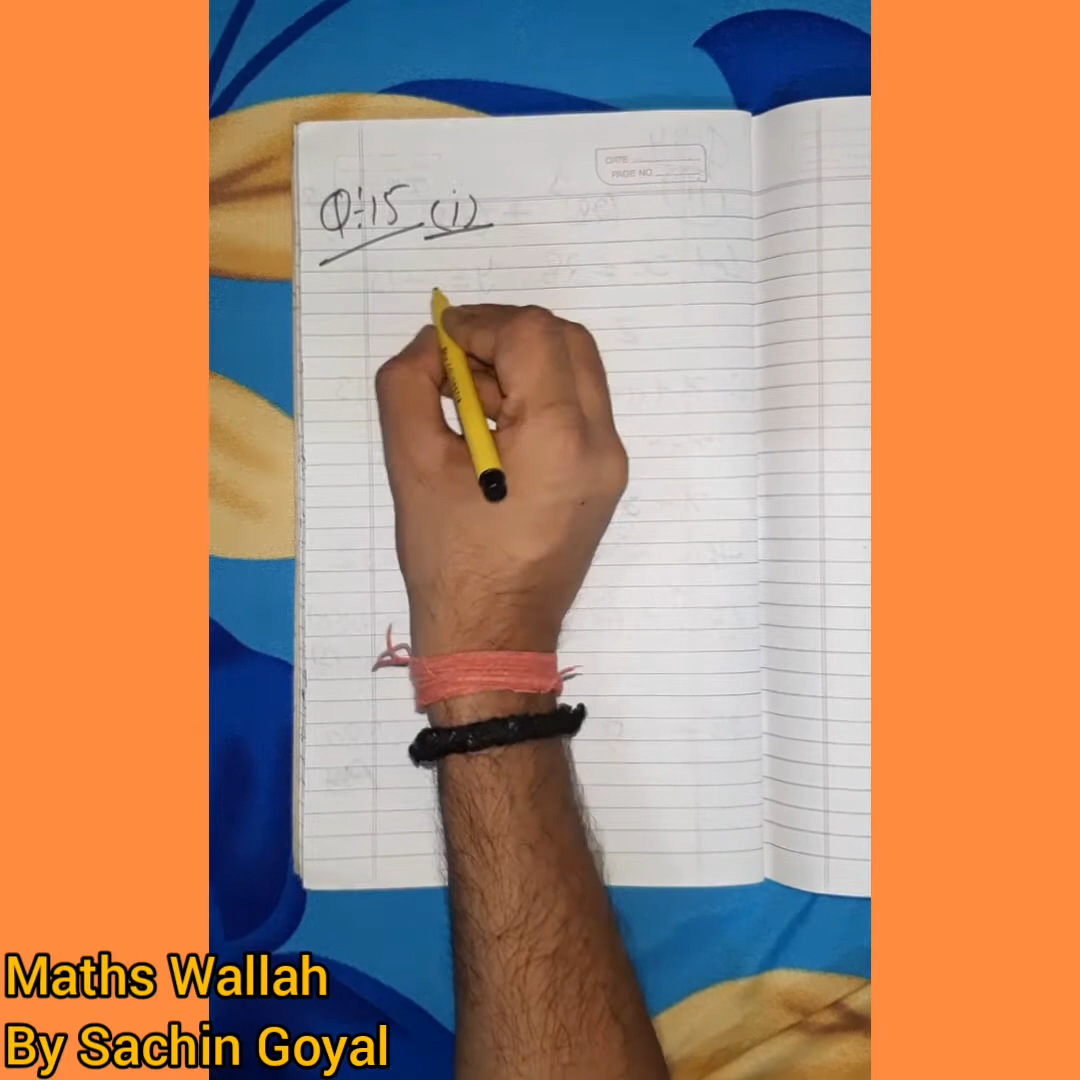 DATE
PAGE NO.
Q:-15 (i)
Maths Wallah
By Sachin Goyal